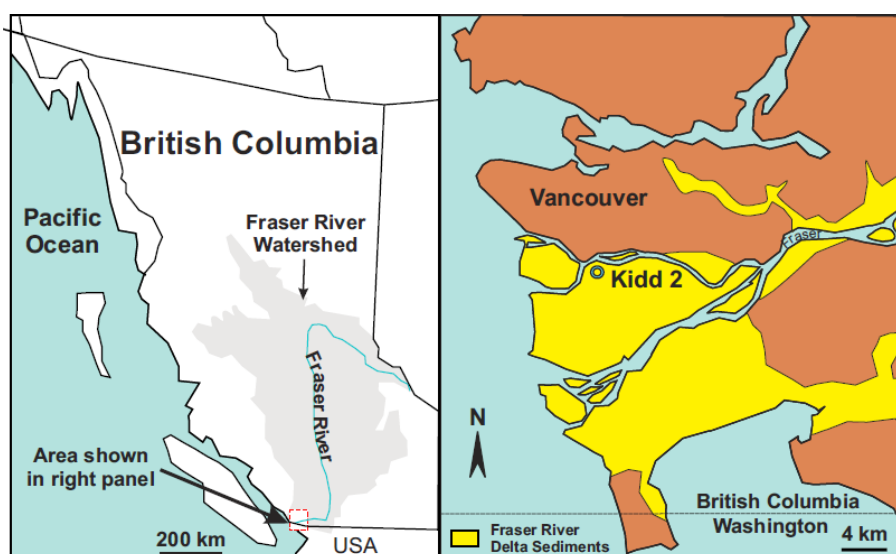 British Columbia
Pacific
Ocean
Fraser River
Watershed
Fraser River
Area shown
in right panel
200 km
USA
Vancouver
Fraser
Kidd 2
N
British Columbia
Washington
Fraser River
Delta Sediments
4 km